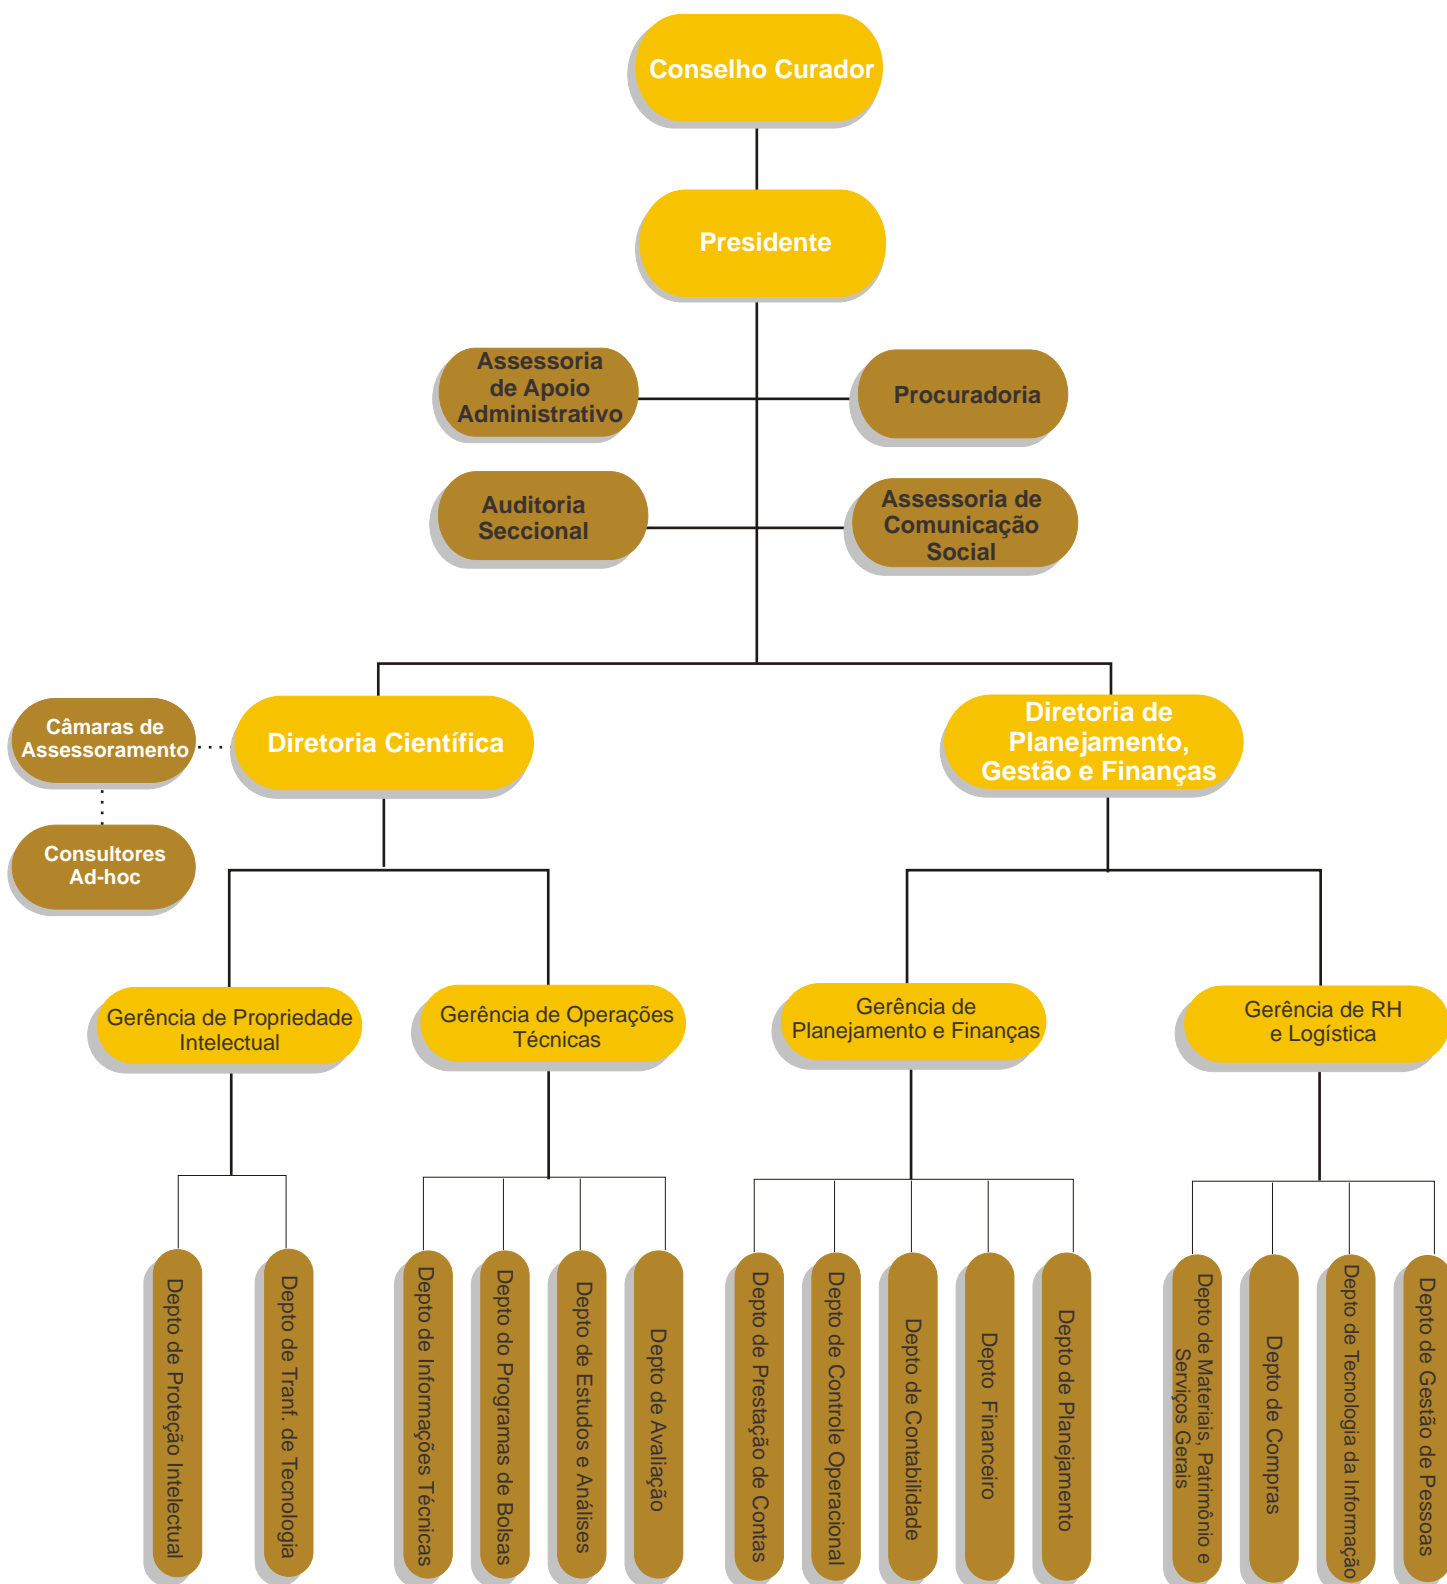 Conselho Curador
Presidente
Assessoria
de Apoio
Administrativo
Procuradoria
Auditoria
Seccional
Assessoria de
Comunicação
Social
Câmaras de
Assessoramento
Diretoria Científica
Diretoria de
Planejamento,
Gestão e Finanças
Consultores
Ad-hoc
Gerência de Propriedade
Intelectual
Gerência de Operações
Técnicas
Gerência de
Planejamento e Finanças
Gerência de RH
e Logística
Depto de Proteção Intelectual
Depto de Tranf. de Tecnologia
Depto de Informações Técnicas
Depto do Programas de Bolsas
Depto de Estudos e Análises
Depto de Avaliação
Depto de Prestação de Contas
Depto de Controle Operacional
Depto de Contabilidade
Depto  Financeiro
Depto de Planejamento
Depto de Materiais, Patrimônio e
Serviços Gerais
Depto de Compras
Depto de Tecnologia da Informação
Depto de Gestão de Pessoas